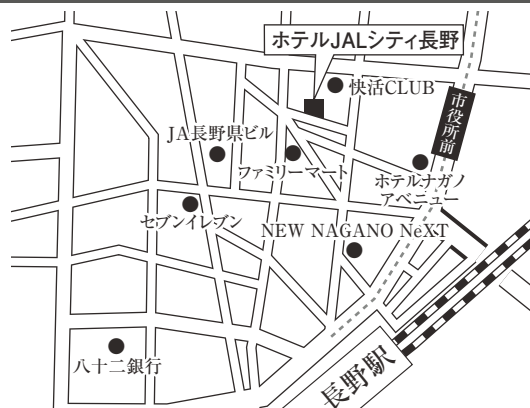 ホテルJALシティ長野
快活CLUB
市役所前
JA長野県ビル
ファミリーマート
ホテルナガノ
アベニュー
セブンイレブン
NEW NAGANO NeXT
八十二銀行
長野駅